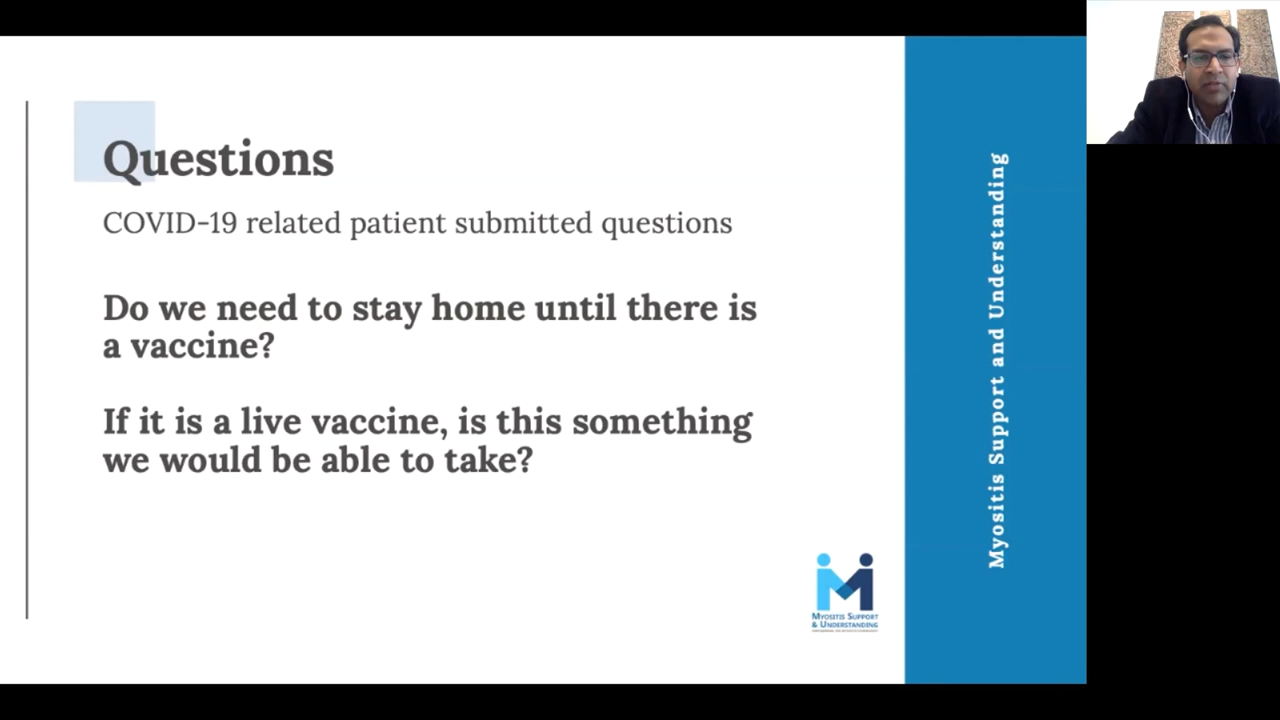 Questions
COVID-19 related patient submitted questions
Do we need to stay home until there is
a vaccine?
If it is a live vaccine, is this something
we would be able to take?
Myositis Support and Understanding
Myositis Support
& Understanding